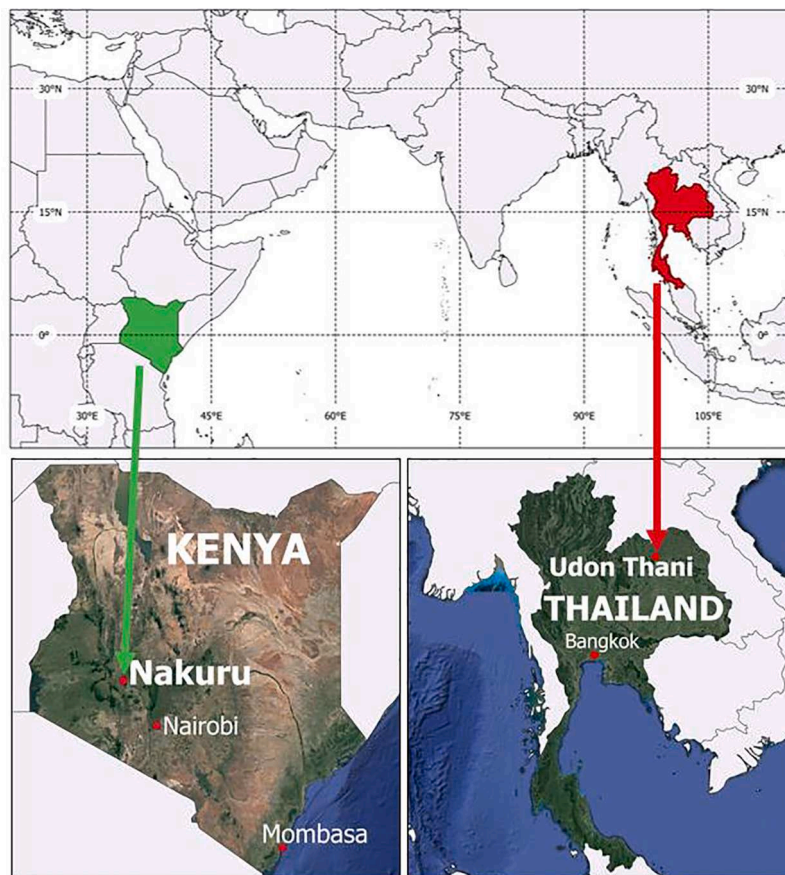 30°N
30°N
15°N
15°N
0°
0°
30°E
45°E
60°E
75°E
90°E
105°E
KENYA
Nakuru
Nairobi
Mombasa
Udon Thani
THAILAND
Bangkok